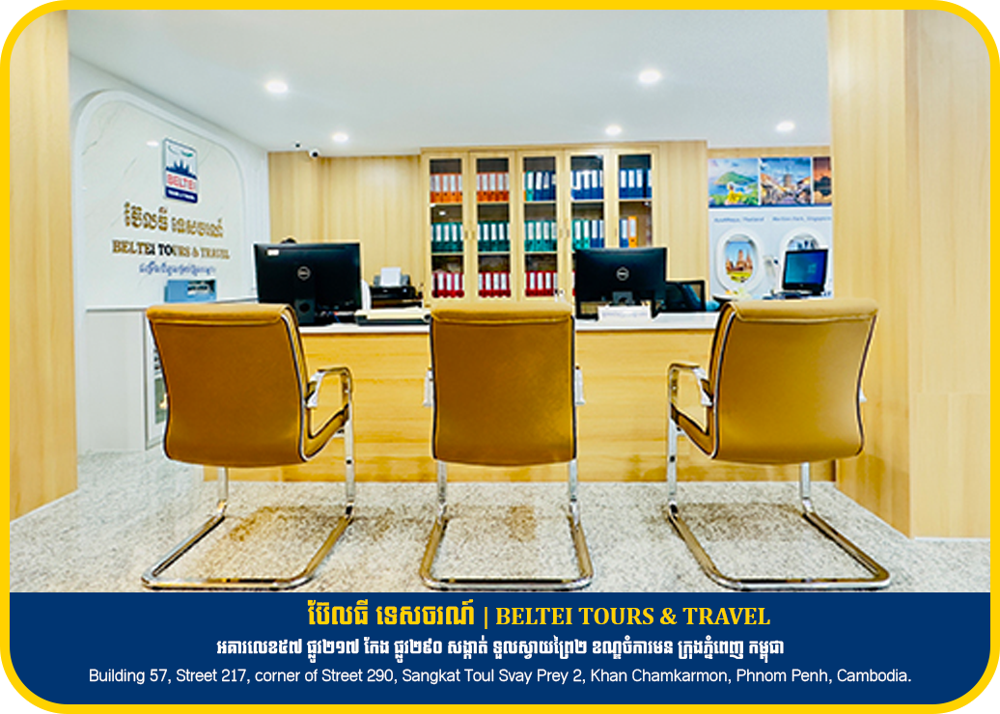 BELTEI
ប៊ែលធី ទេសចរណ៍
BELTEI TOURS & TRAVEL
DELL
DELL
ប៊ែលធី ទេសចរណ៍ | BELTEI TOURS & TRAVEL
អគារលេខ៥៧ ផ្លូវ២១៧ កែង ផ្លូវ២៩០ សង្កាត់ ទួលស្វាយព្រៃ២ ខណ្ឌចំការមន ក្រុងភ្នំពេញ កម្ពុជា
Building 57, Street 217, corner of Street 290, Sangkat Toul Svay Prey 2, Khan Chamkarmon, Phnom Penh, Cambodia.